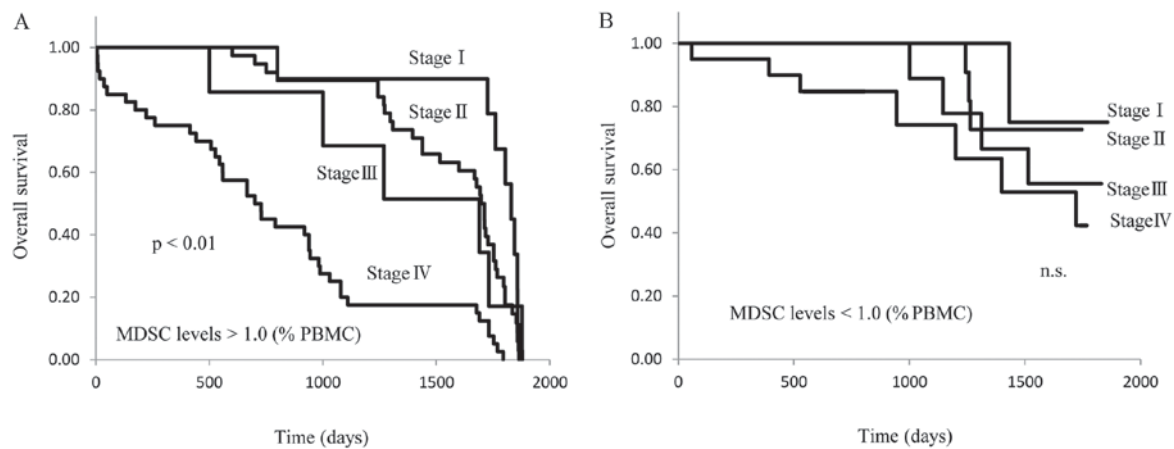 A
1.00
0.80
0.60
0.40
0.20
0.00
Overall survival
Stage I
Stage II
Stage III
Stage IV
p < 0.01
MDSC levels > 1.0 (% PBMC)
0
500
1000
1500
2000
Time (days)
B
1.00
0.80
0.60
0.40
0.20
0.00
Overall survival
Stage I
Stage II
Stage III
Stage IV
n.s.
MDSC levels < 1.0 (% PBMC)
0
500
1000
1500
2000
Time (days)